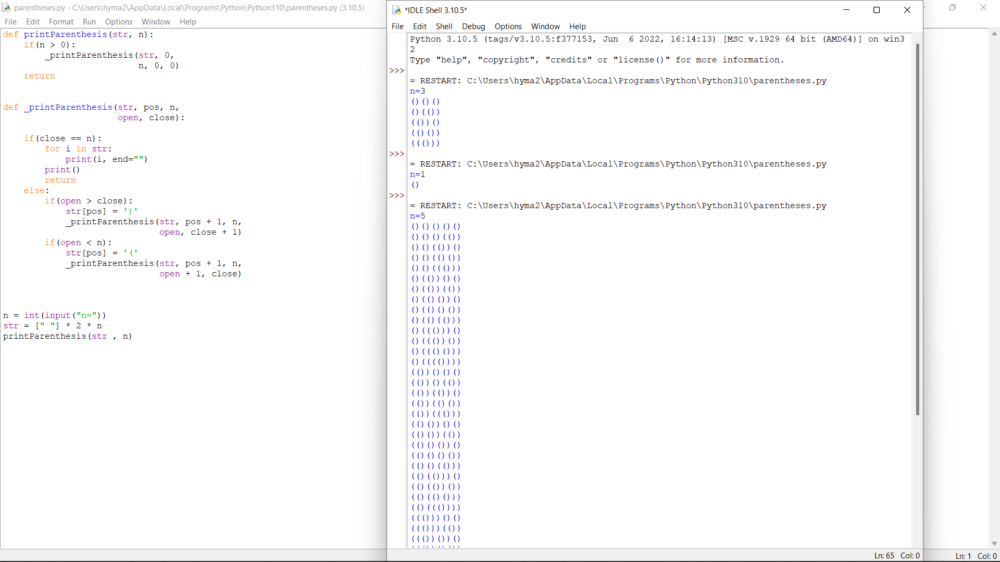 parentheses.py - C:\Users\hyma2\AppData\Local\Programs\Python\Python310\parentheses.py (3.10.5)
File Edit Format Run Options Window Help
def printParenthesis(str, n):
    if(n > 0):
        _printParenthesis(str, 0,
                          n, 0, 0)
    return
def _printParenthesis(str, pos, n,
                      open, close):
    if(close == n):
        for i in str:
            print(i, end="")
        print()
        return
    else:
        if(open > close):
            str[pos] = ')'
            _printParenthesis(str, pos + 1, n,
                              open, close + 1)
        if(open < n):
            str[pos] = '('
            _printParenthesis(str, pos + 1, n,
                              open + 1, close)
n = int(input("n="))
str = [" "] * 2 * n
printParenthesis(str , n)
*IDLE Shell 3.10.5*
File Edit Shell Debug Options Window Help
Python 3.10.5 (tags/v3.10.5:f377153, Jun  6 2022, 16:14:13) [MSC v.1929 64 bit (AMD64)] on win3
2
Type "help", "copyright", "credits" or "license()" for more information.
>>>
= RESTART: C:\Users\hyma2\AppData\Local\Programs\Python\Python310\parentheses.py
n=3
()()()
()(())
(())()
(()())
((()))
>>>
= RESTART: C:\Users\hyma2\AppData\Local\Programs\Python\Python310\parentheses.py
n=1
()
>>>
= RESTART: C:\Users\hyma2\AppData\Local\Programs\Python\Python310\parentheses.py
n=5
()()()()()
()()()(())
()()(())()
()()(()())
()()((()))
()(())()()
()(())(())
()(()())()
()(()()())
()(()(()))
()((()))()
()((())())
()((()()))
()(((())))
(())()()()
(())()(())
(())(())()
(())(()())
(())((()))
(()())()()
(()())(())
(()()())()
(()()()())
(()()(()))
(()(()))()
(()(())())
(()(()()))
(()((())))
((()))()()
((()))(())
((())())()
Ln: 65 Col: 0
Ln: 1 Col: 0